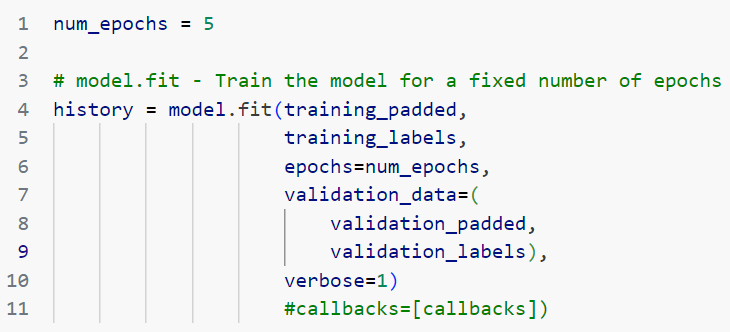 1 num_epochs = 5
2
3 # model.fit - Train the model for a fixed number of epochs
4 history = model.fit(training_padded,
5 training_labels,
6 epochs=num_epochs,
7 validation_data=(
8 validation_padded,
9 validation_labels),
10 verbose=1)
11 #callbacks=[callbacks])